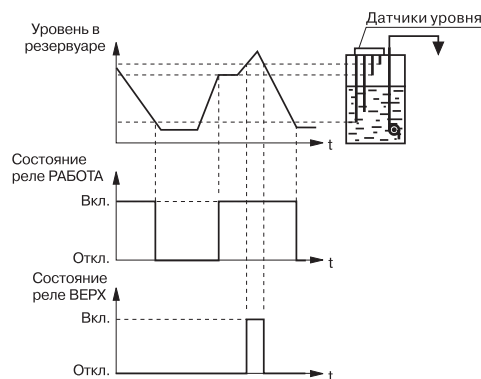 Датчики уровня
Уровень в
резервуаре
t
Состояние
реле РАБОТА
Вкл.
Откл.
t
Состояние
реле ВЕРХ
Вкл.
Откл.
t